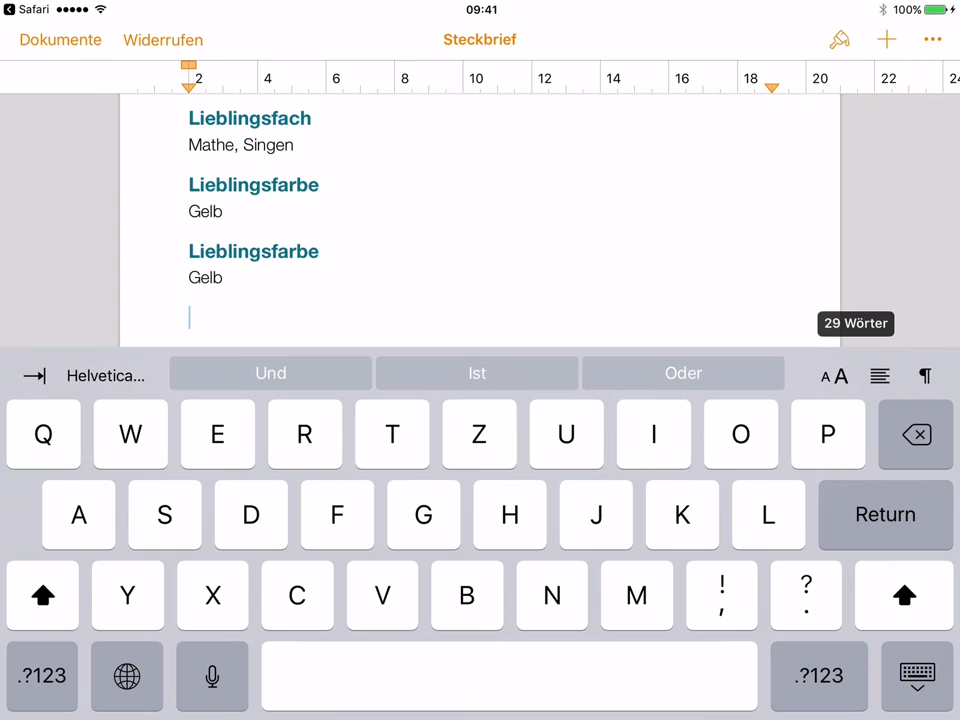 Safari 09:41 100%
Dokumente Widerrufen Steckbrief
2 4 6 8 10 12 14 16 18 20 22 24
Lieblingsfach
Mathe, Singen
Lieblingsfarbe
Gelb
Lieblingsfarbe
Gelb
29 Wörter
Helvetica... Und Ist Oder AA ¶
Q W E R T Z U I O P
A S D F G H J K L Return
Y X C V B N M ! , ? .
.?123 .?123